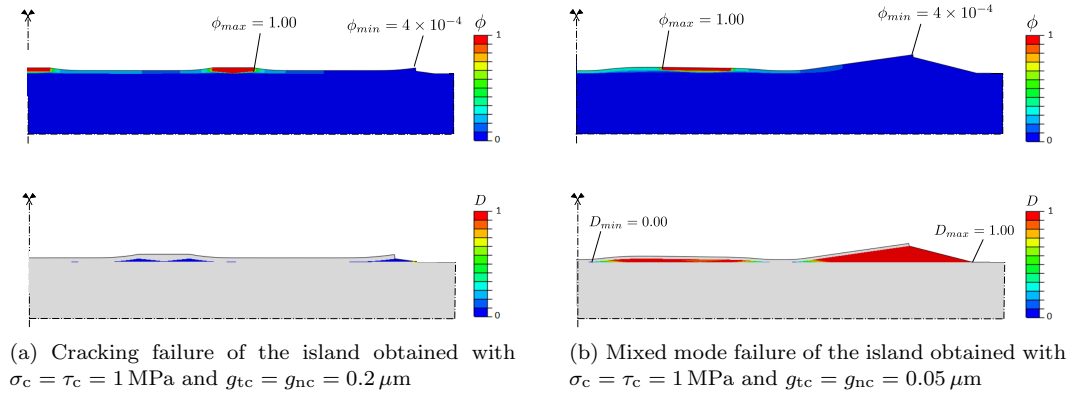 ϕmax = 1.00
ϕmin = 4 × 10−4
ϕ
1
0
ϕmax = 1.00
ϕmin = 4 × 10−4
ϕ
1
0
D
1
0
Dmin = 0.00
Dmax = 1.00
D
1
0
(a) Cracking failure of the island obtained with
σc = τc = 1 MPa and gtc = gnc = 0.2 μm
(b) Mixed mode failure of the island obtained with
σc = τc = 1 MPa and gtc = gnc = 0.05 μm